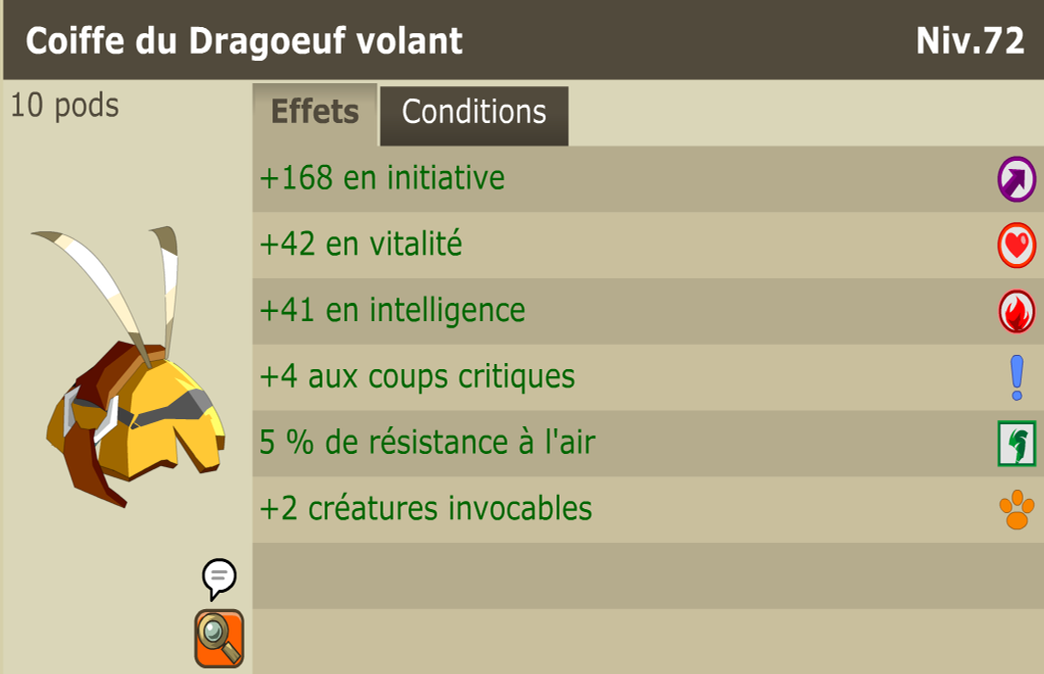 Coiffe du Dragoeuf volant Niv.72
10 pods
Effets Conditions
+168 en initiative
+42 en vitalité
+41 en intelligence
+4 aux coups critiques
5 % de résistance à l'air
+2 créatures invocables